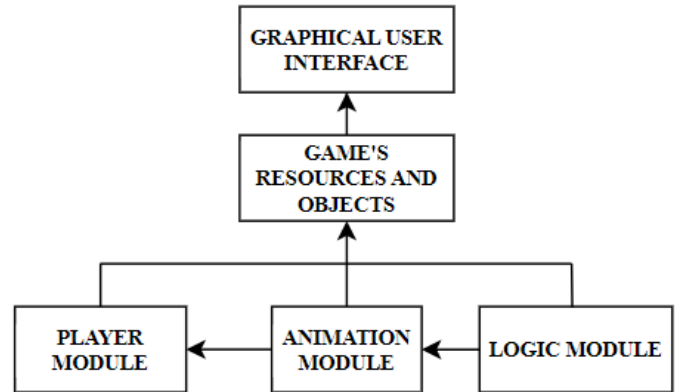 GRAPHICAL USER
INTERFACE
GAME'S
RESOURCES AND
OBJECTS
PLAYER
MODULE
ANIMATION
MODULE
LOGIC MODULE